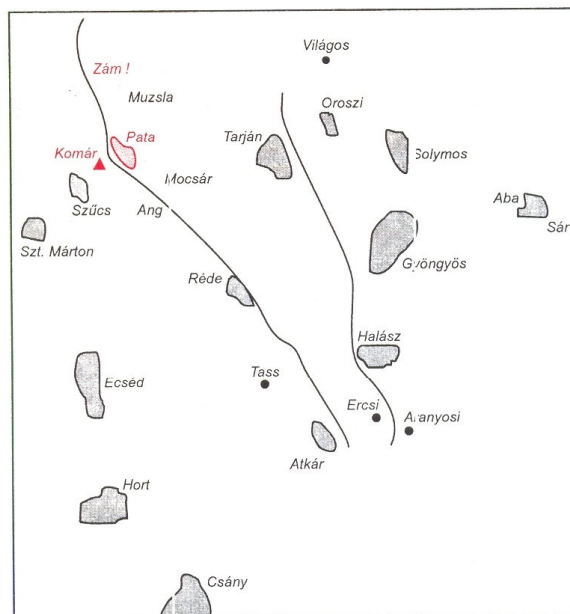 Világos
Zám !
Muzsla
Oroszi
Pata
Tarján
Komár
Solymos
Mocsár
Aba
Szűcs
Ang
Sár
Szt. Márton
Gyöngyös
Réde
Halász
Tass
Ecséd
Ercsi
Aranyosi
Atkár
Hort
Csány